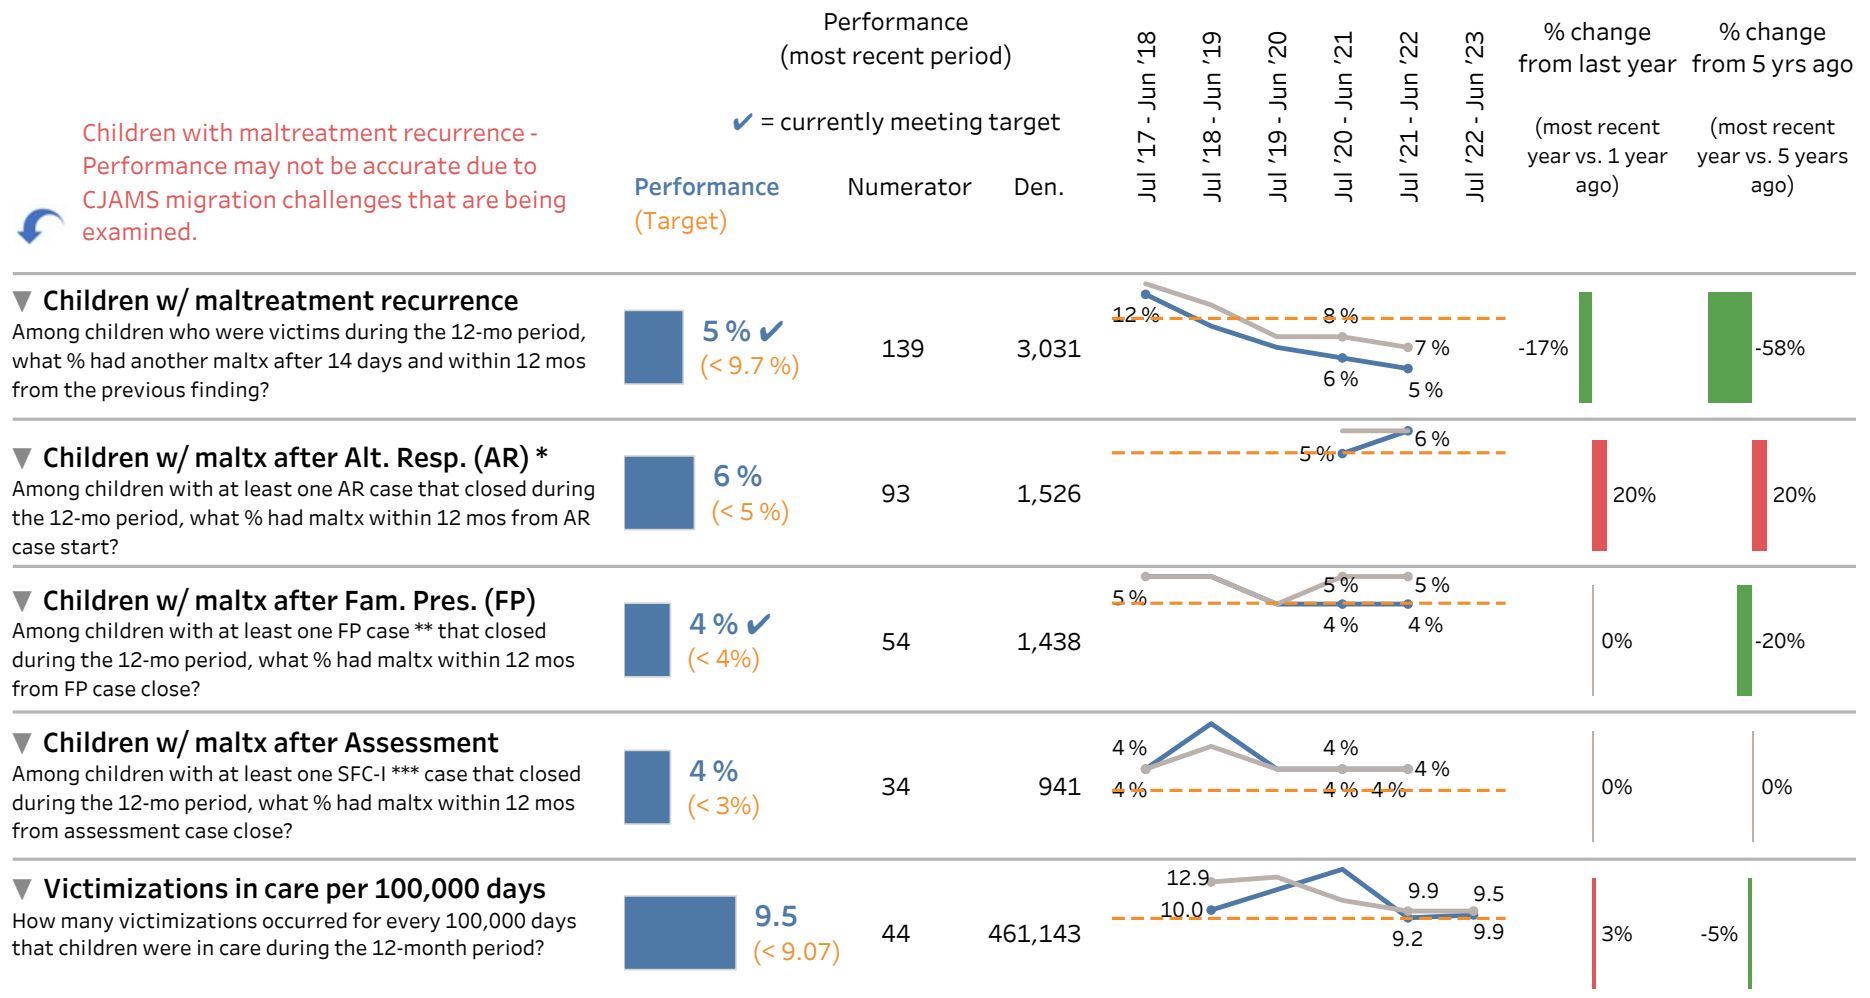 Performance
(most recent period)
✔ = currently meeting target
Jul '17 - Jun '18
Jul '18 - Jun '19
Jul '19 - Jun '20
Jul '20 - Jun '21
Jul '21 - Jun '22
Jul '22 - Jun '23
% change
from last year
(most recent
year vs. 1 year
ago)
% change
from 5 yrs ago
(most recent
year vs. 5 years
ago)
Children with maltreatment recurrence -
Performance may not be accurate due to
CJAMS migration challenges that are being
examined.
Performance
(Target)
Numerator
Den.
▼ Children w/ maltreatment recurrence
Among children who were victims during the 12-mo period,
what % had another maltx after 14 days and within 12 mos
from the previous finding?
5 % ✔
(< 9.7 %)
139
3,031
12 %
8 %
7 %
6 %
5 %
-17%
-58%
▼ Children w/ maltx after Alt. Resp. (AR) *
Among children with at least one AR case that closed during
the 12-mo period, what % had maltx within 12 mos from AR
case start?
6 %
(< 5 %)
93
1,526
5 %
6 %
20%
20%
▼ Children w/ maltx after Fam. Pres. (FP)
Among children with at least one FP case ** that closed
during the 12-mo period, what % had maltx within 12 mos
from FP case close?
4 % ✔
(< 4%)
54
1,438
5 %
5 %
5 %
4 %
4 %
0%
-20%
▼ Children w/ maltx after Assessment
Among children with at least one SFC-I *** case that closed
during the 12-mo period, what % had maltx within 12 mos
from assessment case close?
4 %
(< 3%)
34
941
4 %
4 %
4 %
4 %
4 %
4 %
0%
0%
▼ Victimizations in care per 100,000 days
How many victimizations occurred for every 100,000 days
that children were in care during the 12-month period?
9.5
(< 9.07)
44
461,143
12.9
10.0
9.9
9.5
9.2
9.9
3%
-5%